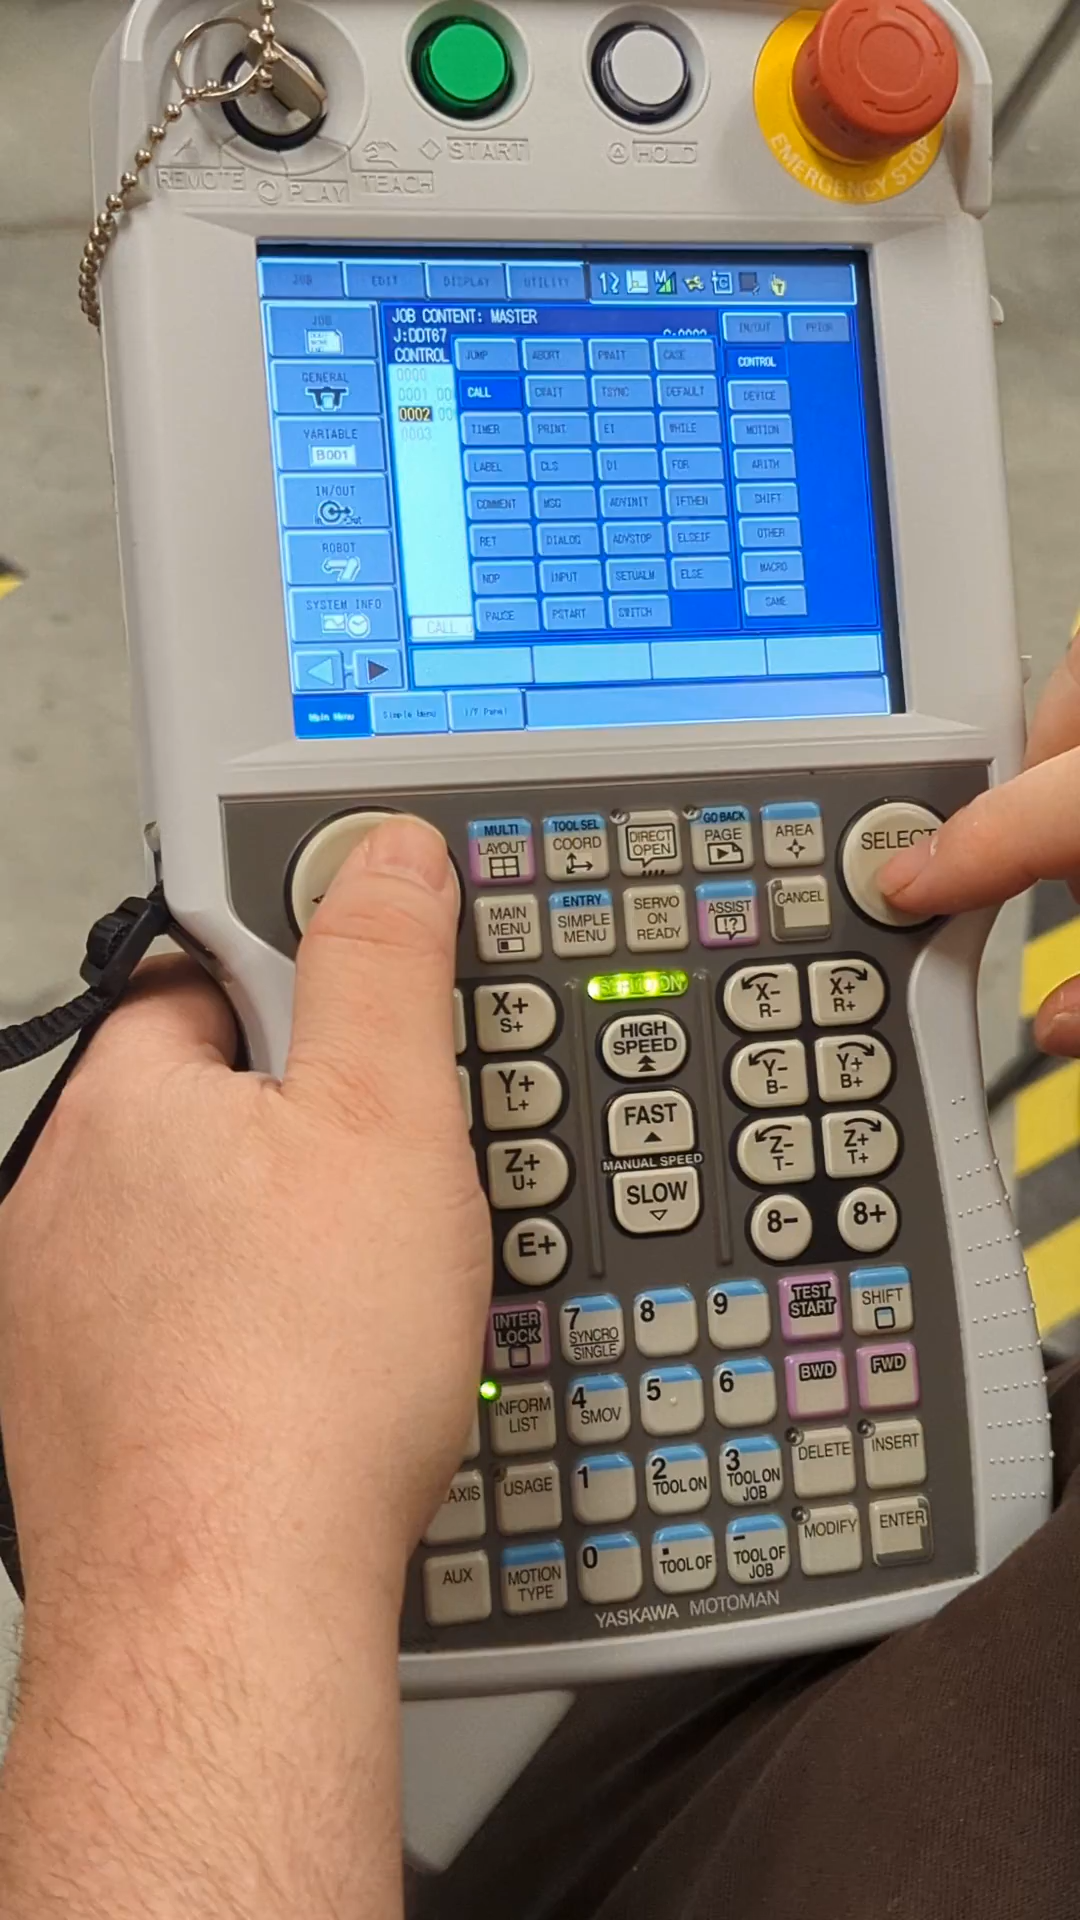 REMOTE
PLAY
TEACH
START
HOLD
EMERGENCY STOP
JOB EDIT DISPLAY UTILITY
JOB
GENERAL
VARIABLE
B001
IN/OUT
In Out
ROBOT
SYSTEM INFO
JOB CONTENT: MASTER
J:DDT67
CONTROL
0000
0001 00
0002 00
0003
JUMP ABORT PWAIT CASE
CALL CWAIT TSYNC DEFAULT
TIMER PRINT EI WHILE
LABEL CLS DI FOR
COMMENT MSG ADVINIT IFTHEN
RET DIALOG ADVSTOP ELSEIF
NOP INPUT SETUALM ELSE
PAUSE PSTART SWITCH
IN/OUT PRIOR
CONTROL
DEVICE
MOTION
ARITH
SHIFT
OTHER
MACRO
SAME
CALL
Main Menu Simple Menu
MULTI
LAYOUT
TOOL SEL
COORD
DIRECT
OPEN
GO BACK
PAGE
AREA
SELECT
MAIN
MENU
ENTRY
SIMPLE
MENU
SERVO
ON
READY
ASSIST
!?
CANCEL
SERVO ON
X+
S+
HIGH
SPEED
X-
R-
X+
R+
Y+
L+
FAST
Y-
B-
Y+
B+
MANUAL SPEED
Z+
U+
SLOW
Z-
T-
Z+
T+
E+
8-
8+
INTER
LOCK
7
SYNCRO
SINGLE
8
9
TEST
START
SHIFT
INFORM
LIST
4
SMOV
5
6
BWD
FWD
AXIS
USAGE
1
2
TOOL ON
3
TOOL ON
JOB
DELETE
INSERT
AUX
MOTION
TYPE
0
.
TOOL OF
-
TOOL OF
JOB
MODIFY
ENTER
YASKAWA MOTOMAN